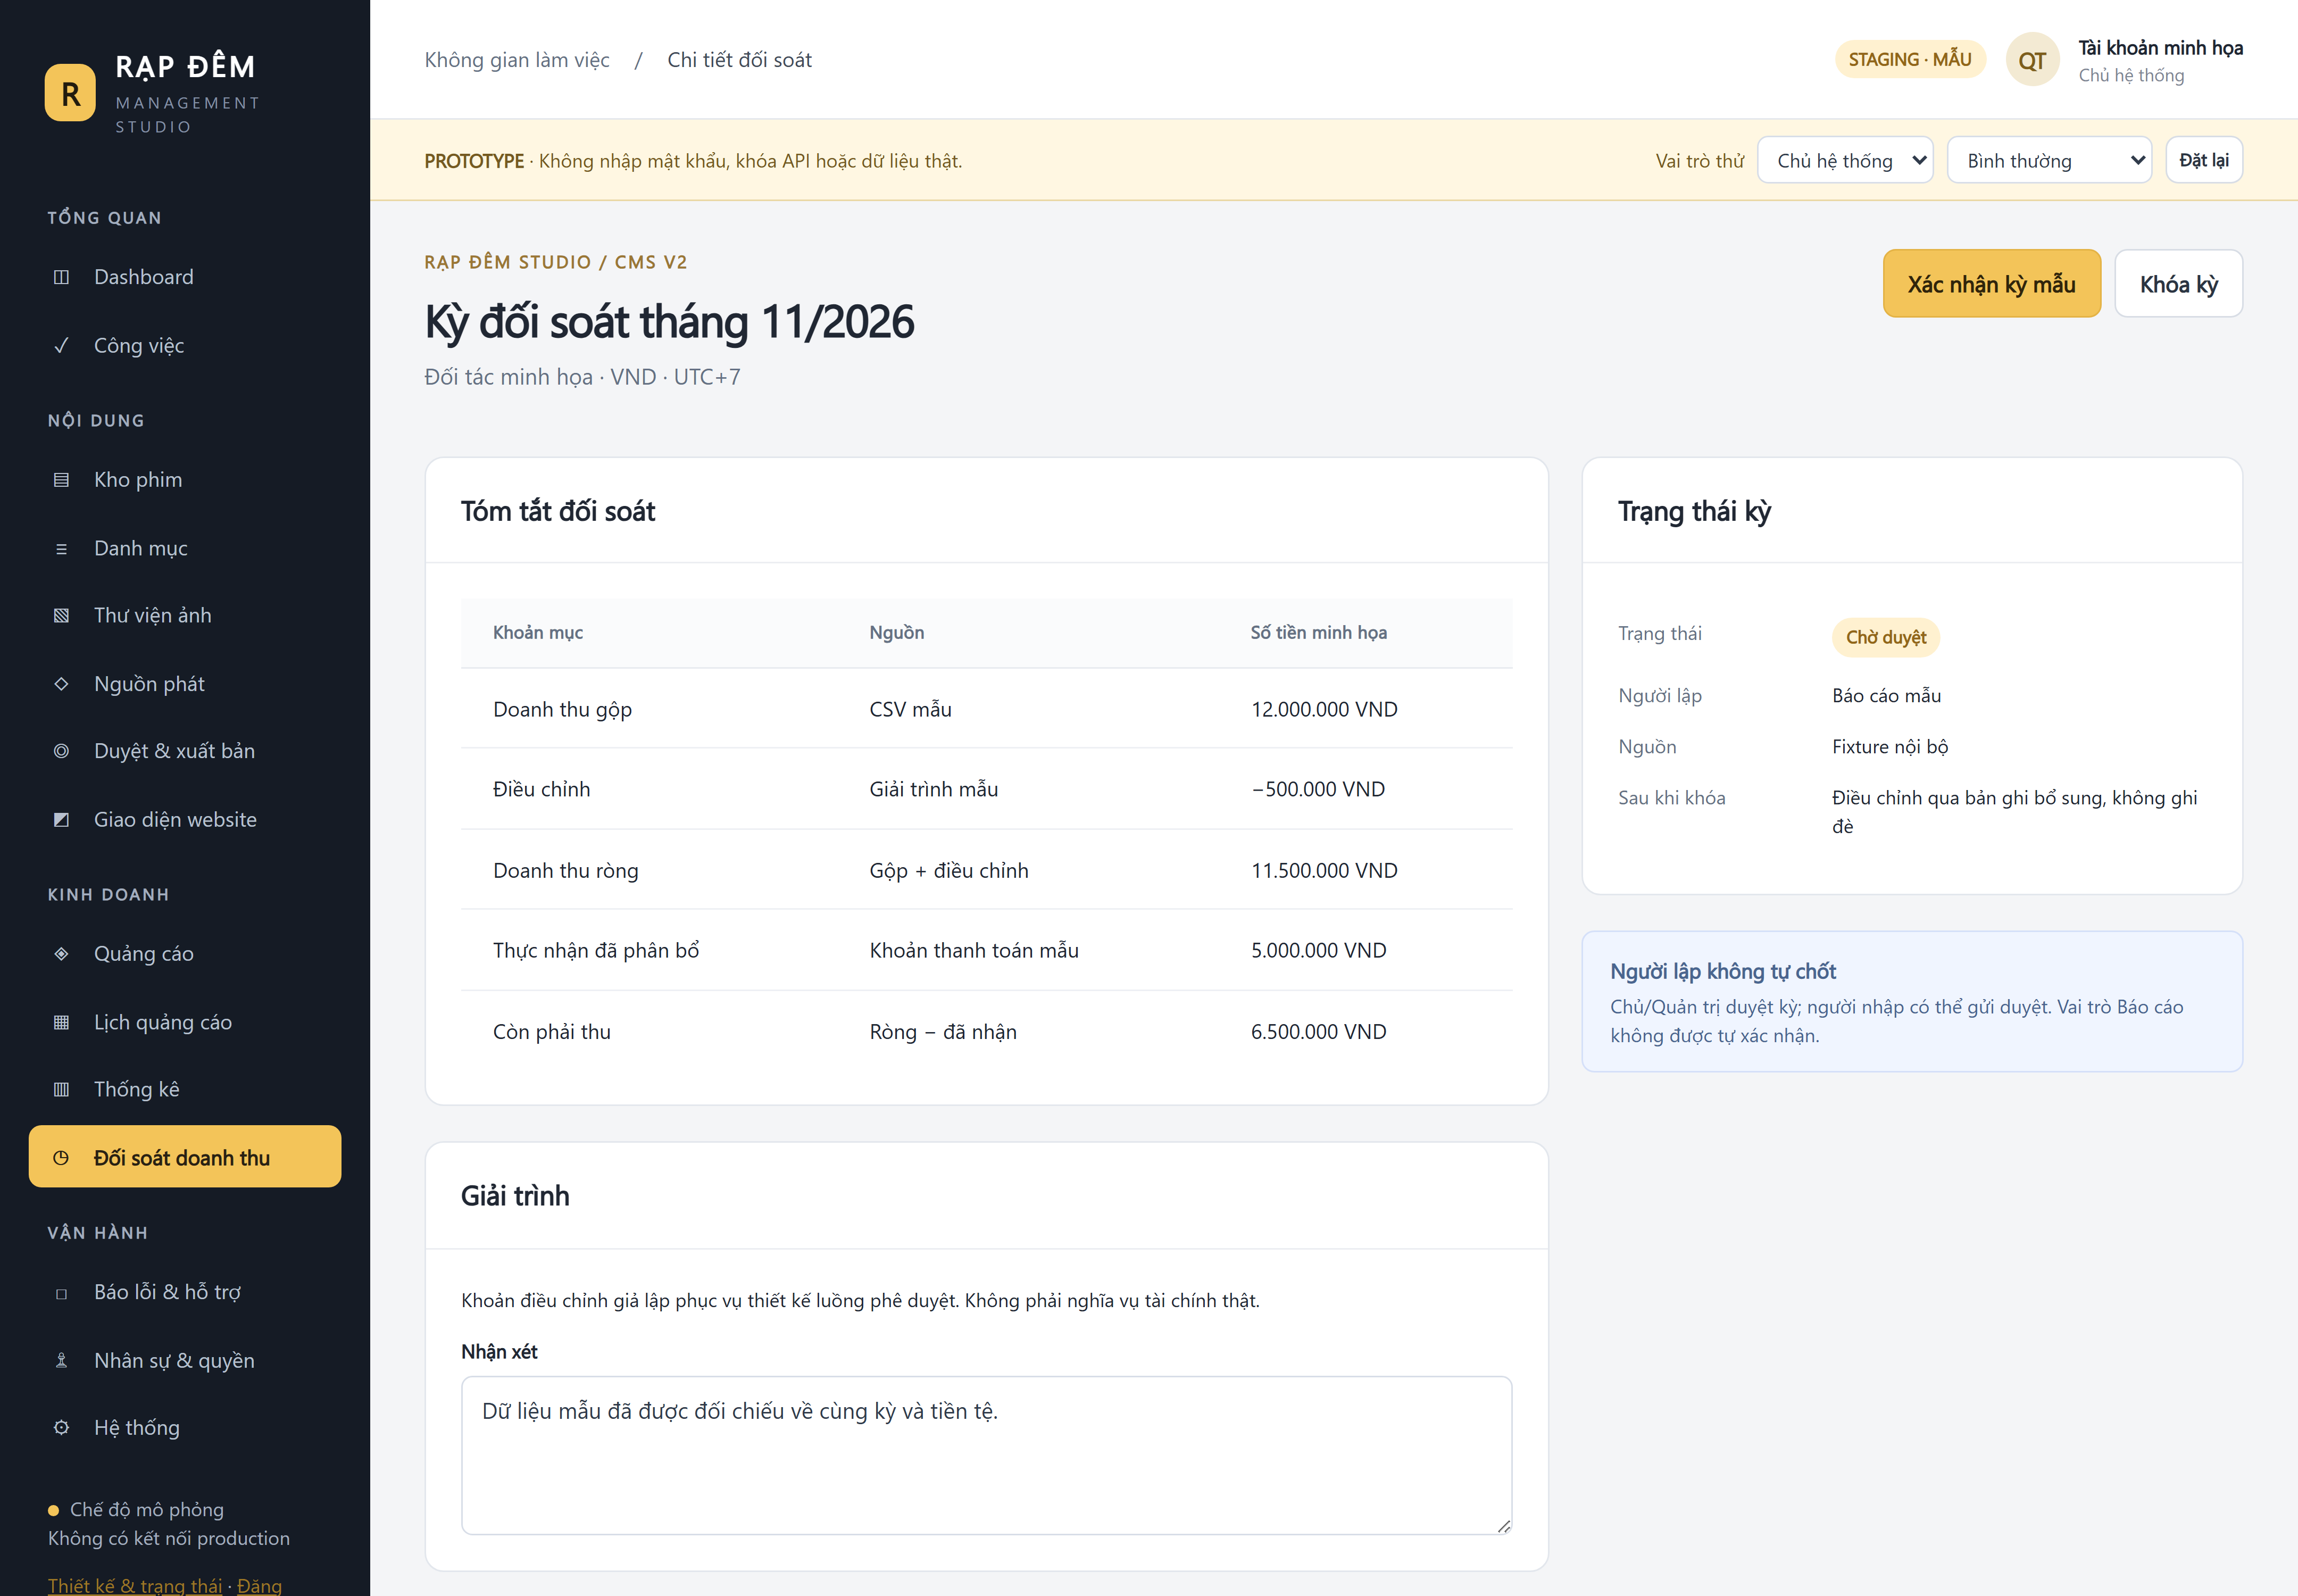 R
RẠP ĐÊM
MANAGEMENT
STUDIO
TỔNG QUAN
Dashboard
Công việc
NỘI DUNG
Kho phim
Danh mục
Thư viện ảnh
Nguồn phát
Duyệt & xuất bản
Giao diện website
KINH DOANH
Quảng cáo
Lịch quảng cáo
Thống kê
Đối soát doanh thu
VẬN HÀNH
Báo lỗi & hỗ trợ
Nhân sự & quyền
Hệ thống
Chế độ mô phỏng
Không có kết nối production
Thiết kế & trạng thái · Đăng
Không gian làm việc / Chi tiết đối soát
STAGING · MẪU
QT
Tài khoản minh họa
Chủ hệ thống
PROTOTYPE · Không nhập mật khẩu, khóa API hoặc dữ liệu thật.
Vai trò thử
Chủ hệ thống
Bình thường
Đặt lại
RẠP ĐÊM STUDIO / CMS V2
Kỳ đối soát tháng 11/2026
Đối tác minh họa · VND · UTC+7
Xác nhận kỳ mẫu
Khóa kỳ
Tóm tắt đối soát
Khoản mục Nguồn Số tiền minh họa
Doanh thu gộp CSV mẫu 12.000.000 VND
Điều chỉnh Giải trình mẫu −500.000 VND
Doanh thu ròng Gộp + điều chỉnh 11.500.000 VND
Thực nhận đã phân bổ Khoản thanh toán mẫu 5.000.000 VND
Còn phải thu Ròng − đã nhận 6.500.000 VND
Trạng thái kỳ
Trạng thái Chờ duyệt
Người lập Báo cáo mẫu
Nguồn Fixture nội bộ
Sau khi khóa Điều chỉnh qua bản ghi bổ sung, không ghi
đè
Người lập không tự chốt
Chủ/Quản trị duyệt kỳ; người nhập có thể gửi duyệt. Vai trò Báo cáo
không được tự xác nhận.
Giải trình
Khoản điều chỉnh giả lập phục vụ thiết kế luồng phê duyệt. Không phải nghĩa vụ tài chính thật.
Nhận xét
Dữ liệu mẫu đã được đối chiếu về cùng kỳ và tiền tệ.